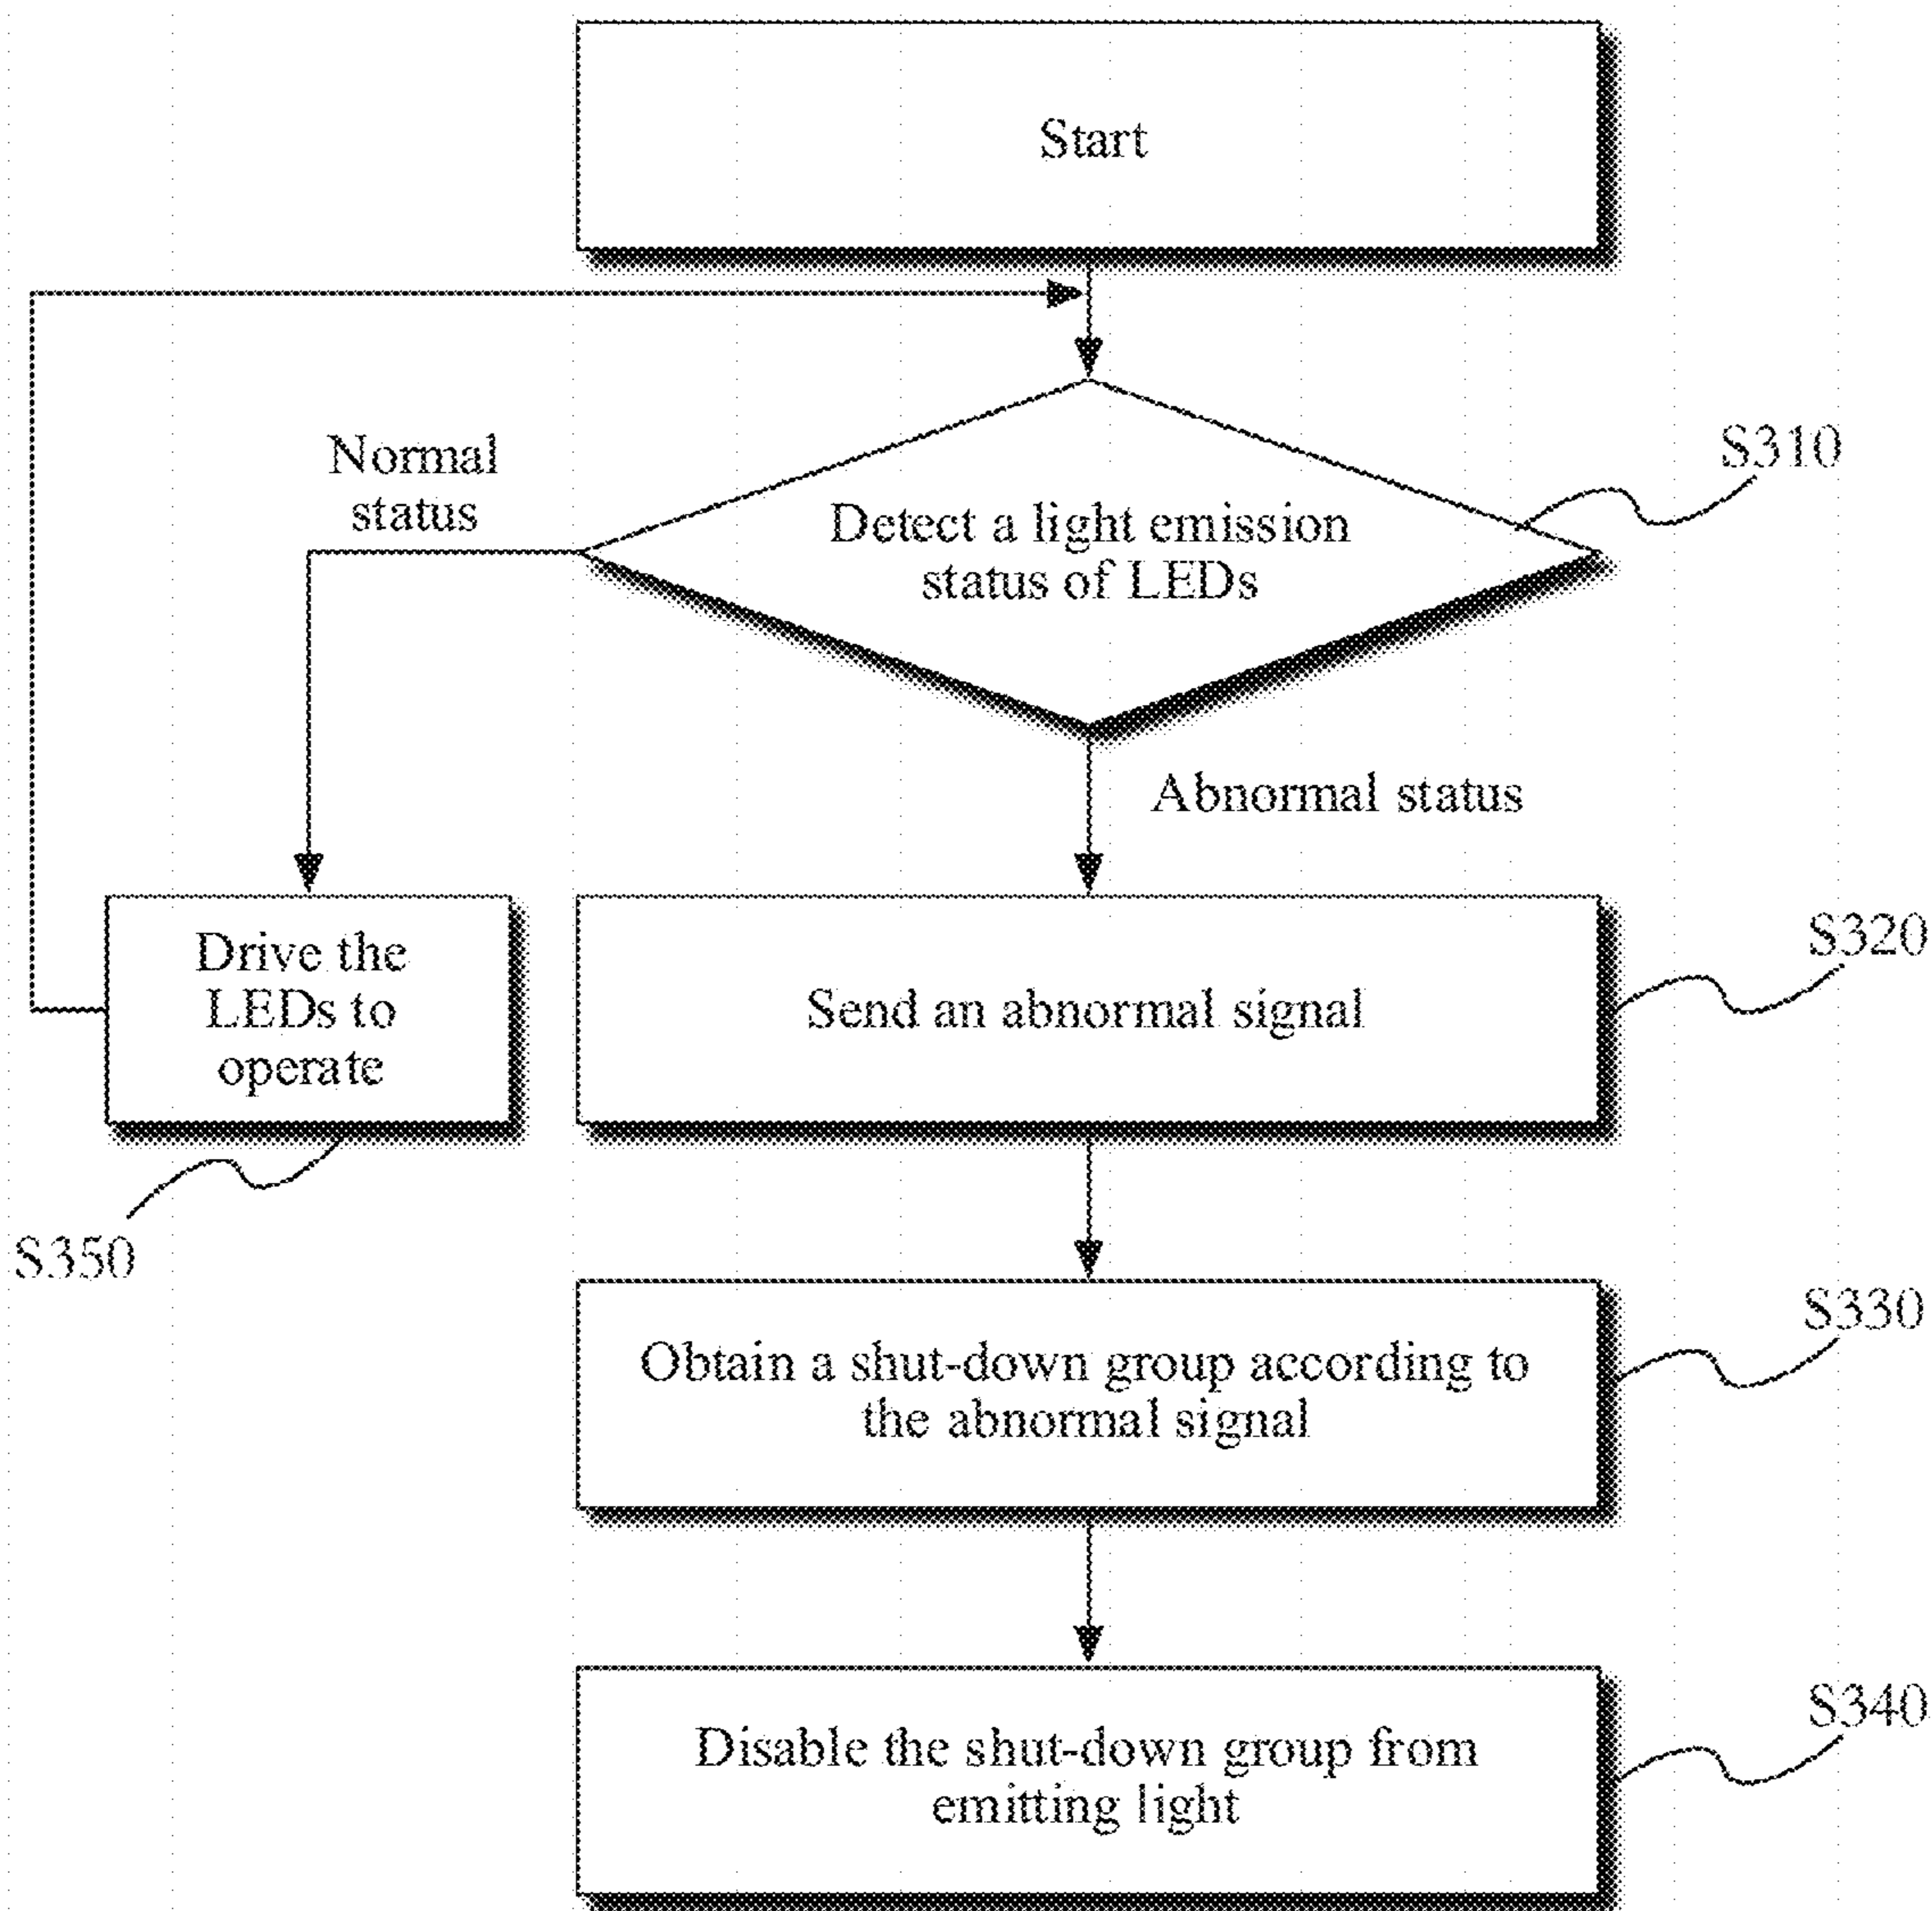 Start
Normal
status
S310
Detect a light emission
status of LEDs
Abnormal status
Drive the
LEDs to
operate
S320
Send an abnormal signal
S350
S330
Obtain a shut-down group according to
the abnormal signal
S340
Disable the shut-down group from
emitting light